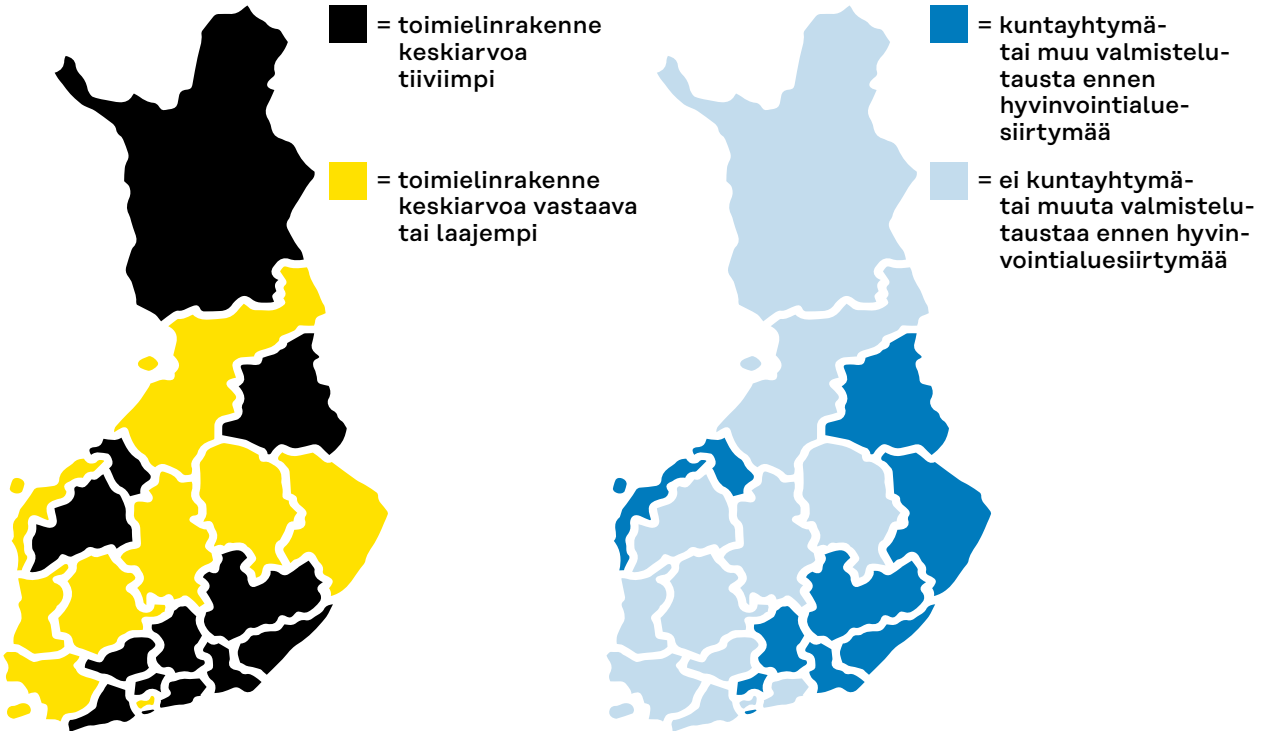 = toimielinrakenne
keskiarvoa
tiiviimpi
= toimielinrakenne
keskiarvoa vastaava
tai laajempi
= kuntayhtymä-
tai muu valmistelu-
tausta ennen
hyvinvointialue-
siirtymää
= ei kuntayhtymä-
tai muuta valmistelu-
taustaa ennen hyvin-
vointialuesiirtymää